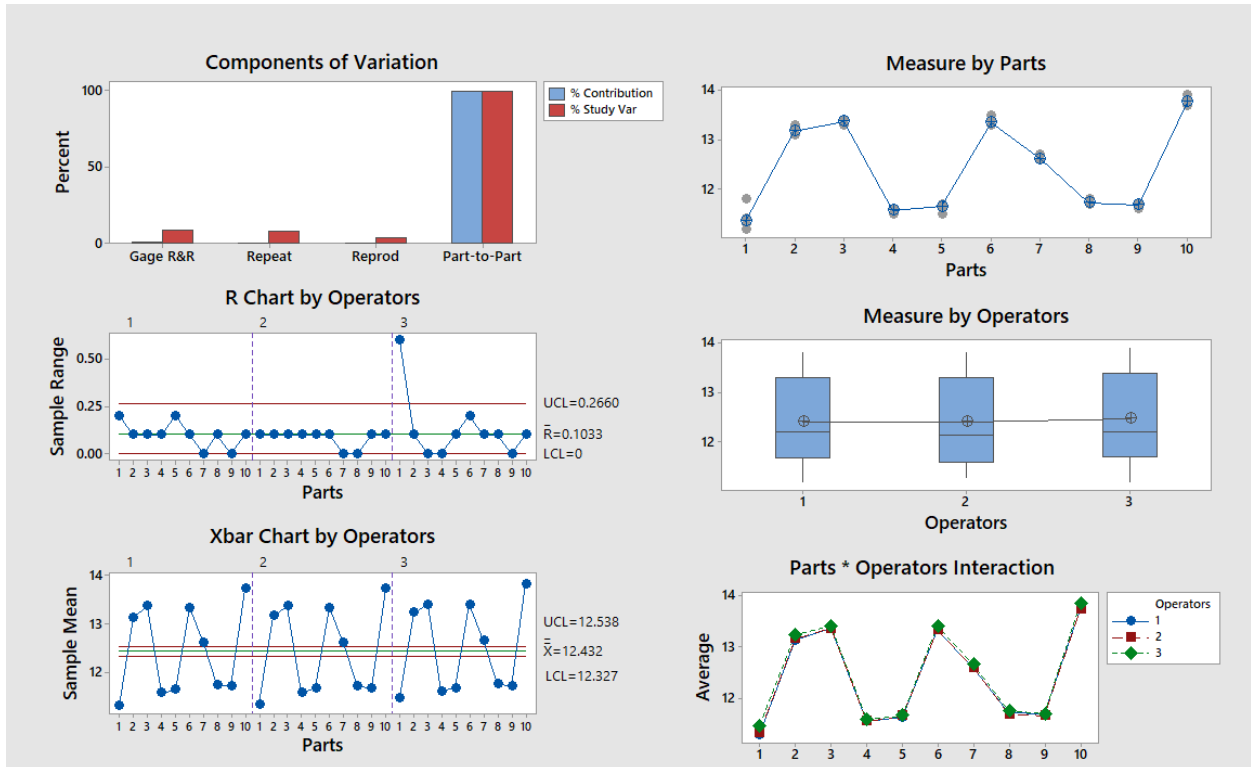 Components of Variation
Percent
100
50
0
Gage R&R Repeat Reprod Part-to-Part
% Contribution
% Study Var
R Chart by Operators
1 2 3
Sample Range
0.50
0.25
0.00
UCL=0.2660
R̄=0.1033
LCL=0
1 2 3 4 5 6 7 8 9 10 1 2 3 4 5 6 7 8 9 10 1 2 3 4 5 6 7 8 9 10
Parts
Xbar Chart by Operators
1 2 3
Sample Mean
14
13
12
UCL=12.538
X̿=12.432
LCL=12.327
1 2 3 4 5 6 7 8 9 10 1 2 3 4 5 6 7 8 9 10 1 2 3 4 5 6 7 8 9 10
Parts
Measure by Parts
14
13
12
1 2 3 4 5 6 7 8 9 10
Parts
Measure by Operators
14
13
12
1 2 3
Operators
Parts * Operators Interaction
Average
14
13
12
1 2 3 4 5 6 7 8 9 10
Operators
1
2
3